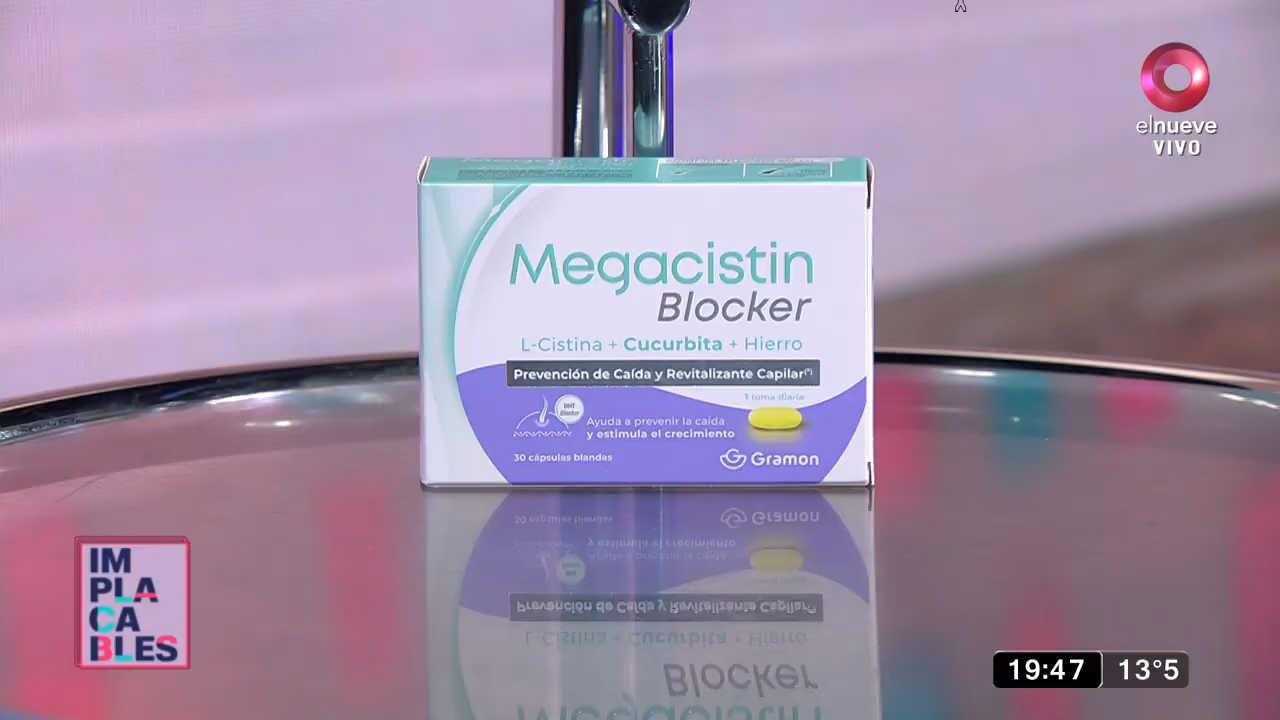 elnueve
VIVO
Megacistin
Blocker
L-Cistina + Cucurbita + Hierro
Prevención de Caída y Revitalizante Capilar(*)
1 toma diaria
DHT
Blocker
Ayuda a prevenir la caída
y estimula el crecimiento
30 cápsulas blandas
Gramon
IM
PLA
CA
BLES
19:47
13°5